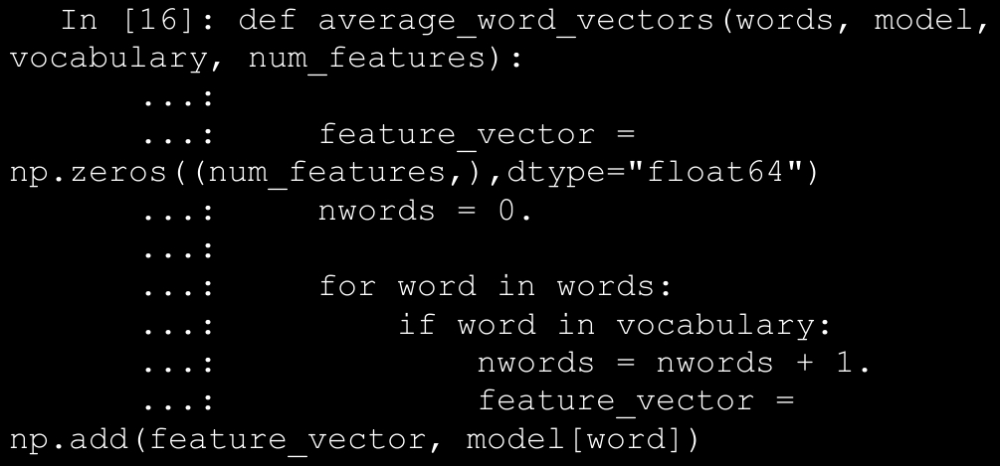 In [16]: def average_word_vectors(words, model,
vocabulary, num_features):
...:
...:     feature_vector =
np.zeros((num_features,),dtype="float64")
...:     nwords = 0.
...:
...:     for word in words:
...:         if word in vocabulary:
...:             nwords = nwords + 1.
...:             feature_vector =
np.add(feature_vector, model[word])